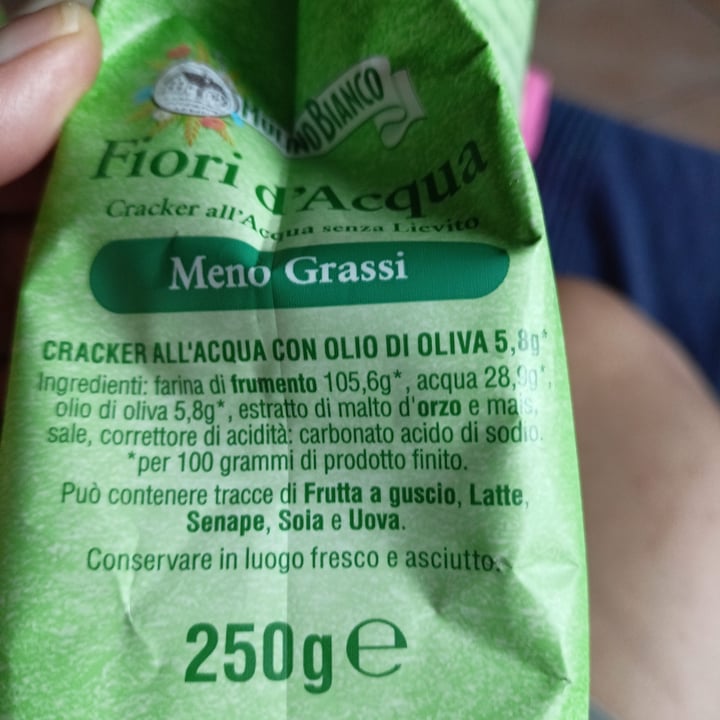 Mulino Bianco
Fiori d'Acqua
Cracker all'Acqua senza Lievito
Meno Grassi
CRACKER ALL'ACQUA CON OLIO DI OLIVA 5,8g*
Ingredienti: farina di frumento 105,6g*, acqua 28,9g*,
olio di oliva 5,8g*, estratto di malto d'orzo e mais,
sale, correttore di acidità: carbonato acido di sodio.
*per 100 grammi di prodotto finito.
Può contenere tracce di Frutta a guscio, Latte,
Senape, Soia e Uova.
Conservare in luogo fresco e asciutto.
250g℮